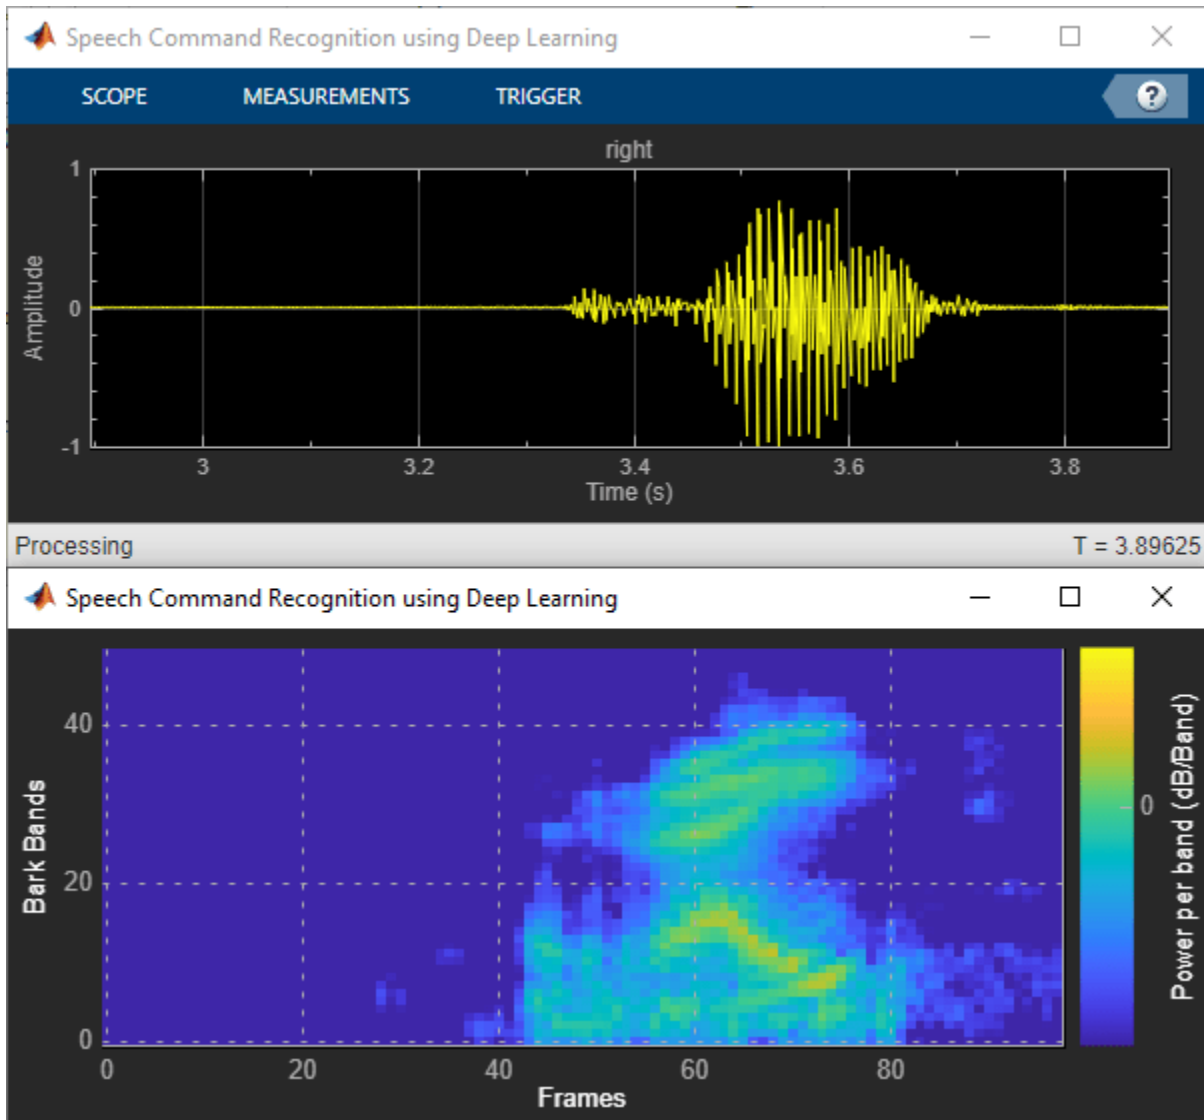 Speech Command Recognition using Deep Learning
SCOPE MEASUREMENTS TRIGGER ?
right
1
0
-1
Amplitude
3 3.2 3.4 3.6 3.8
Time (s)
Processing T = 3.89625
Speech Command Recognition using Deep Learning
40
20
0
Bark Bands
0 20 40 60 80
Frames
0
Power per band (dB/Band)